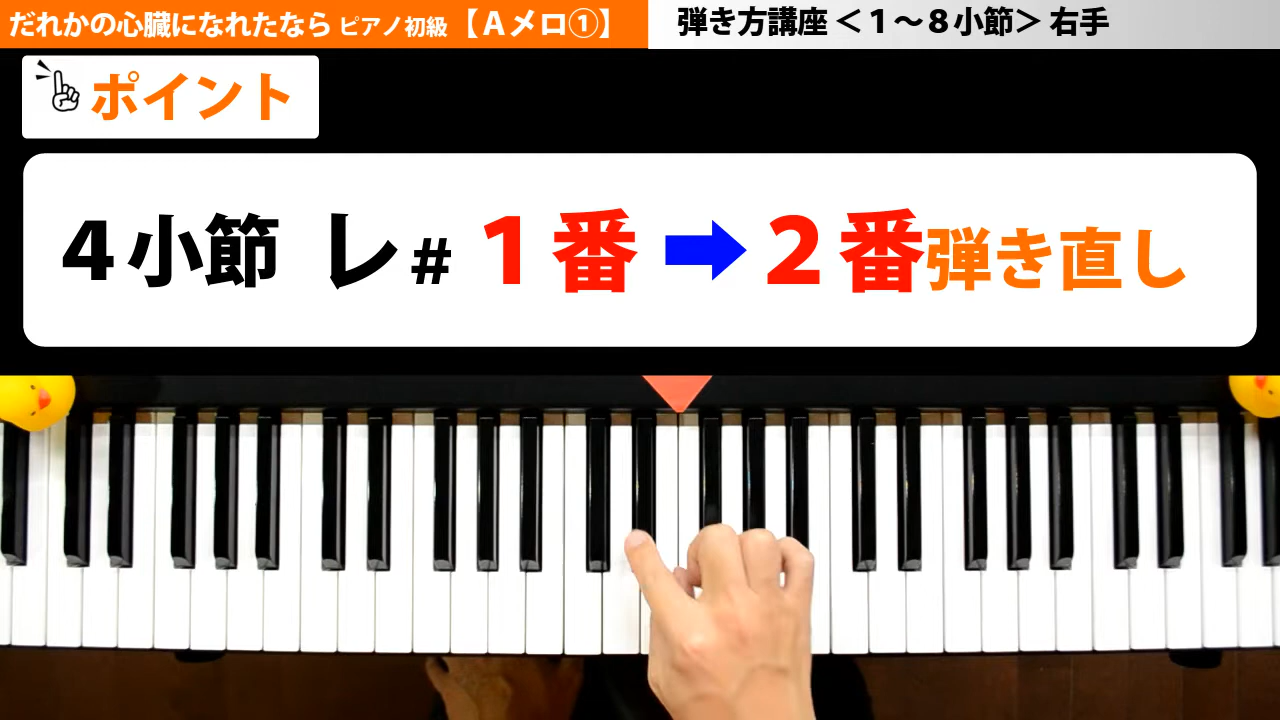 だれかの心臓になれたなら ピアノ初級 【Ａメロ①】
弾き方講座 ＜１～８小節＞ 右手
ポイント
４小節 レ# １番 ➡ ２番弾き直し